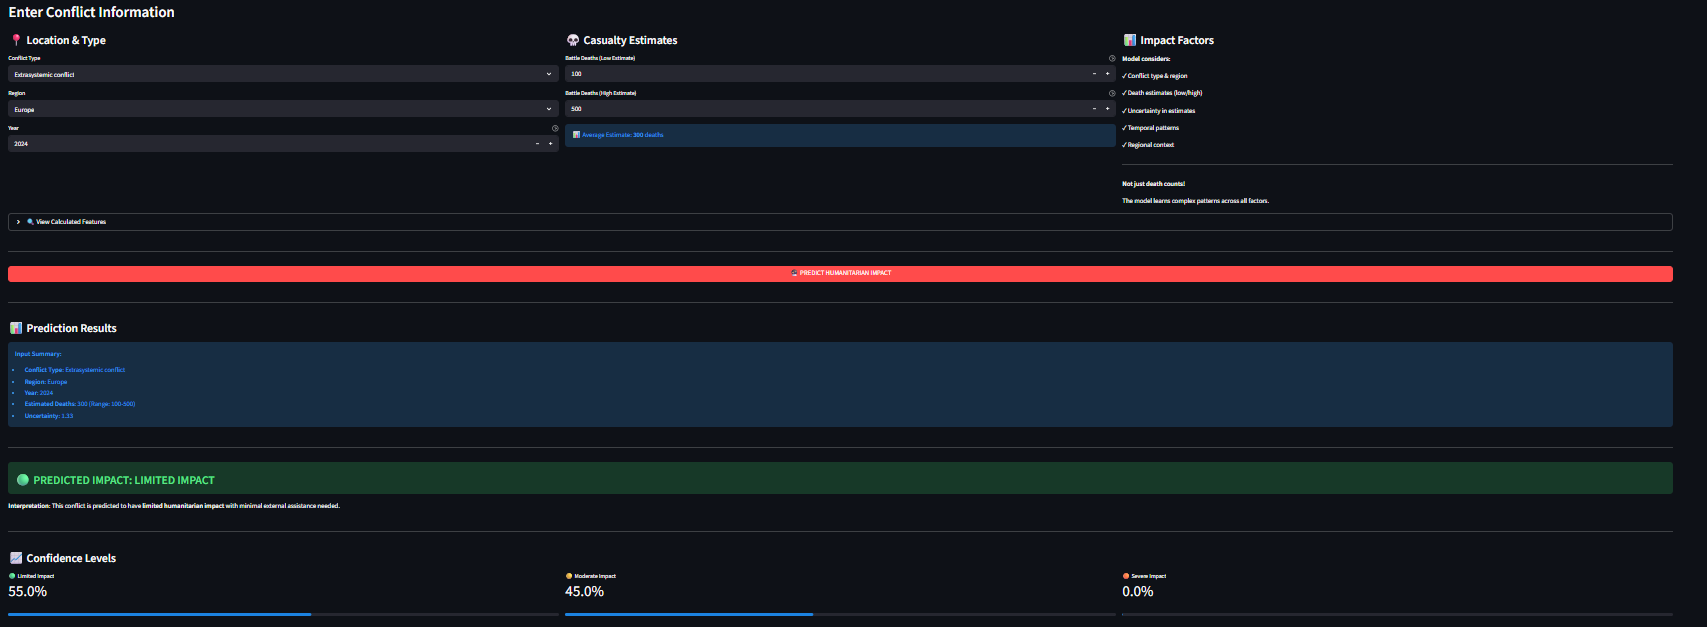 Enter Conflict Information
Location & Type
Conflict Type
Extrasystemic conflict
Region
Europe
Year
2024
Casualty Estimates
Battle Deaths (Low Estimate)
100
Battle Deaths (High Estimate)
500
Average Estimate: 300 deaths
Impact Factors
Model considers:
✓Conflict type & region
✓Death estimates (low/high)
✓Uncertainty in estimates
✓Temporal patterns
✓Regional context
Not just death counts!
The model learns complex patterns across all factors.
View Calculated Features
PREDICT HUMANITARIAN IMPACT
Prediction Results
Input Summary:
• Conflict Type: Extrasystemic conflict
• Region: Europe
• Year: 2024
• Estimated Deaths: 300 (Range: 100-500)
• Uncertainty: 1.33
PREDICTED IMPACT: LIMITED IMPACT
Interpretation: This conflict is predicted to have limited humanitarian impact with minimal external assistance needed.
Confidence Levels
Limited Impact
55.0%
Moderate Impact
45.0%
Severe Impact
0.0%